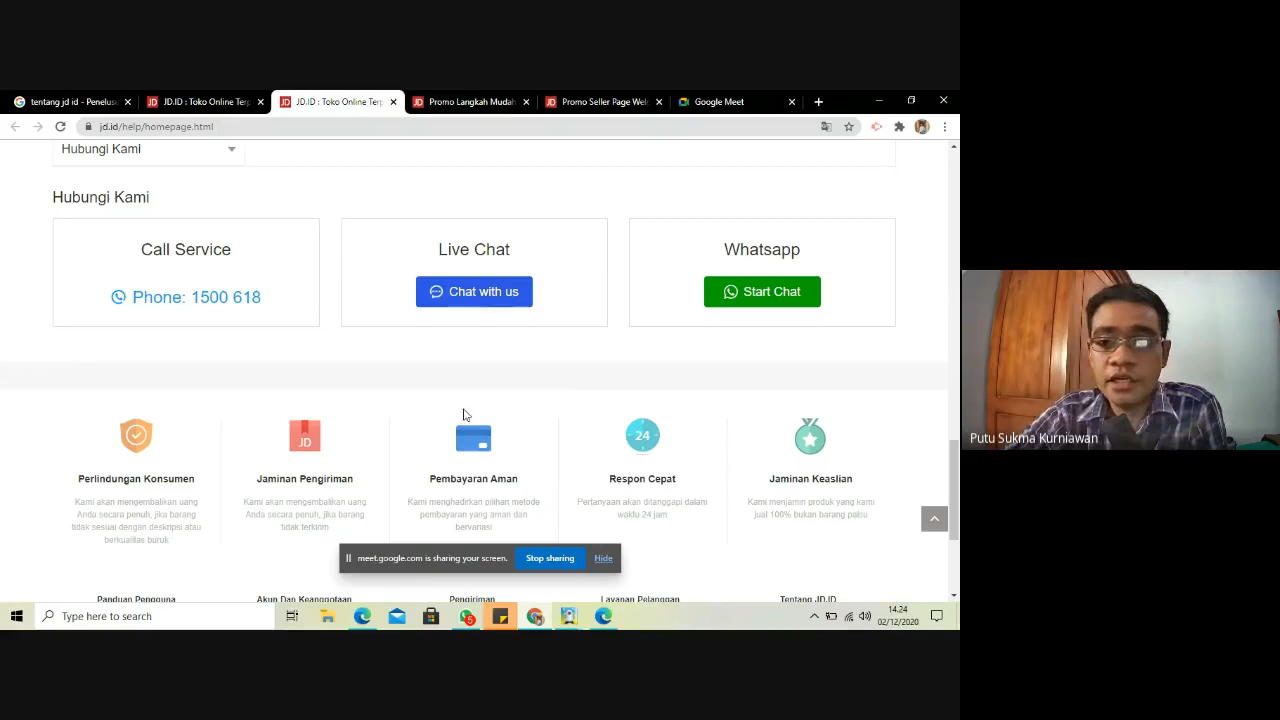 tentang jd id - Penelusu
JD.ID : Toko Online Terp
JD.ID : Toko Online Terp
Promo Langkah Mudah
Promo Seller Page Wel
Google Meet
jd.id/help/homepage.html
Hubungi Kami
Hubungi Kami
Call Service
Phone: 1500 618
Live Chat
Chat with us
Whatsapp
Start Chat
JD
24
Perlindungan Konsumen
Kami akan mengembalikan uang
Anda secara penuh, jika barang
tidak sesuai dengan deskripsi atau
berkualitas buruk
Jaminan Pengiriman
Kami akan mengembalikan uang
Anda secara penuh, jika barang
tidak terkirim
Pembayaran Aman
Kami menghadirkan pilihan metode
pembayaran yang aman dan
bervariasi
Respon Cepat
Pertanyaan akan ditanggapi dalam
waktu 24 jam
Jaminan Keaslian
Kami menjamin produk yang kami
jual 100% bukan barang palsu
meet.google.com is sharing your screen.
Stop sharing
Hide
Panduan Pengguna
Akun Dan Keanggotaan
Pengiriman
Layanan Pelanggan
Tentang JD.ID
Type here to search
5
14.24
02/12/2020
Putu Sukma Kurniawan